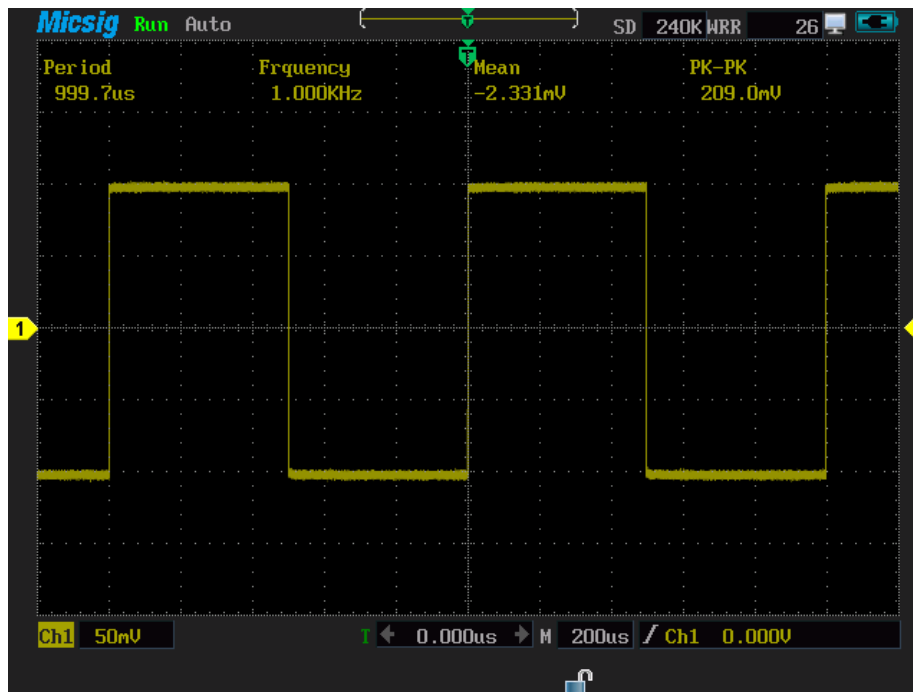 Micsig Run Auto T SD 240K WRR 26
T
Period Frquency Mean PK-PK
999.7us 1.000KHz -2.331mV 209.0mV
1
Ch1 50mV T 0.000us M 200us Ch1 0.000V